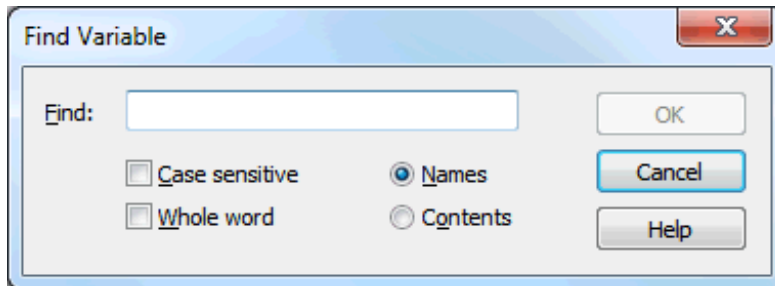 Find Variable
Find:
OK
Case sensitive
Names
Cancel
Whole word
Contents
Help